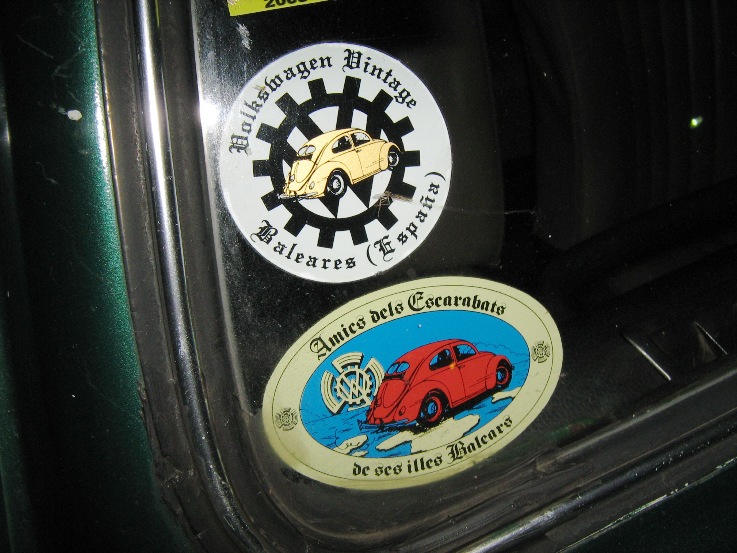 Volkswagen Vintage
Baleares (España)
Amics dels Escarabats
de ses illes Balears